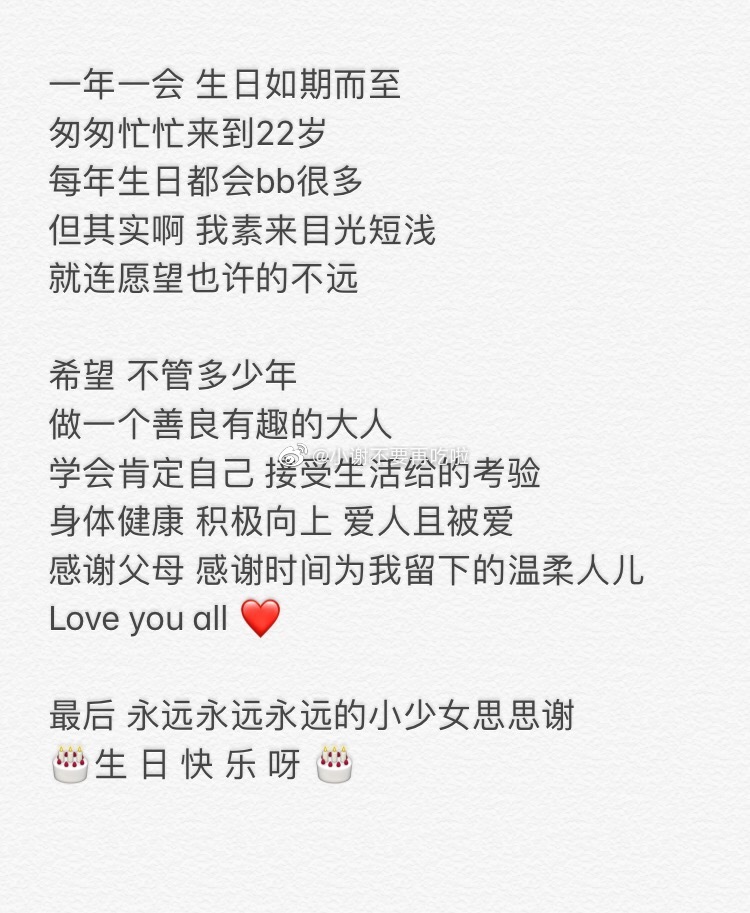 一年一会 生日如期而至
匆匆忙忙来到22岁
每年生日都会bb很多
但其实啊 我素来目光短浅
就连愿望也许的不远
希望 不管多少年
做一个善良有趣的大人
@小谢不要再吃啦
学会肯定自己 接受生活给的考验
身体健康 积极向上 爱人且被爱
感谢父母 感谢时间为我留下的温柔人儿
Love you all ❤️
最后 永远永远永远的小少女思思谢
🎂生 日 快 乐 呀 🎂